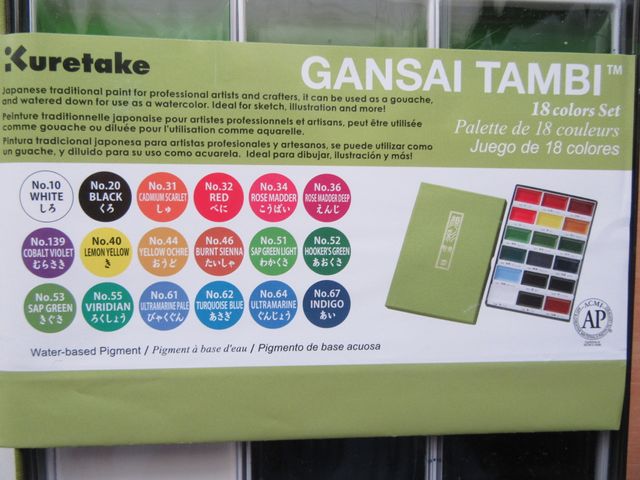 Kuretake
GANSAI TAMBI™
18 colors Set
Palette de 18 couleurs
Juego de 18 colores
Japanese traditional paint for professional artists and crafters, it can be used as a gouache,
and watered down for use as a watercolor. Ideal for sketch, illustration and more!
Peinture traditionnelle japonaise pour artistes professionnels et artisans, peut être utilisée
comme gouache ou diluée pour l'utilisation comme aquarelle.
Pintura tradicional japonesa para artistas profesionales y artesanos, se puede utilizar como
un guache, y diluido para su uso como acuarela. Ideal para dibujar, ilustración y más!
No.10
WHITE
しろ
No.20
BLACK
くろ
No.31
CADMIUM SCARLET
しゅ
No.32
RED
べに
No.34
ROSE MADDER
こうばい
No.36
ROSE MADDER DEEP
えんじ
No.139
COBALT VIOLET
むらさき
No.40
LEMON YELLOW
き
No.44
YELLOW OCHRE
おうど
No.46
BURNT SIENNA
たいしゃ
No.51
SAP GREEN LIGHT
わかくさ
No.52
HOOKER'S GREEN
あおくさ
No.53
SAP GREEN
きぐさ
No.55
VIRIDIAN
ろくしょう
No.61
ULTRAMARINE PALE
びゃくぐん
No.62
TURQUOISE BLUE
あさぎ
No.64
ULTRAMARINE
ぐんじょう
No.67
INDIGO
あい
Water-based Pigment / Pigment à base d'eau / Pigmento de base acuosa
ACMI
AP